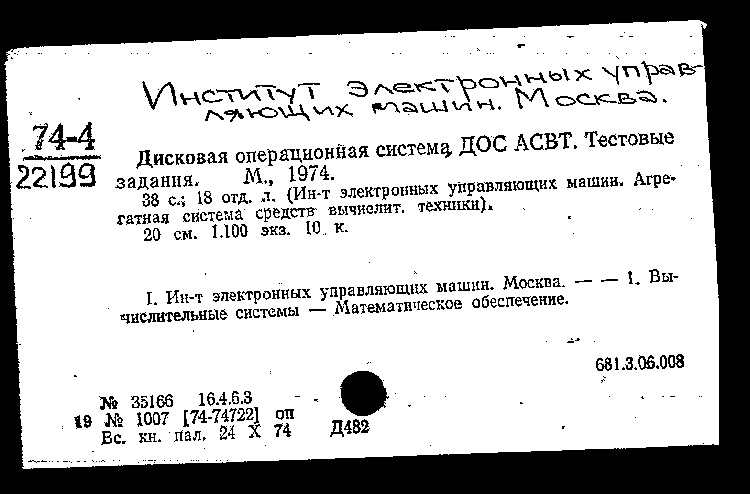 Институт электронных управ-
ляющих машин. Москва.
74-4
22199
Дисковая операционная система, ДОС АСВТ. Тестовые
задания. М., 1974.
38 с.; 18 отд. л. (Ин-т электронных управляющих машин. Агре-
гатная система средств вычислит. техники).
20 см. 1.100 экз. 10 к.
I. Ин-т электронных управляющих машин. Москва. — — 1. Вы-
числительные системы — Математическое обеспечение.
681.3.06.008
№ 35166 16.4.6.3
19 № 1007 [74-74722] оп
Вс. кн. пал. 24 X 74 Д482